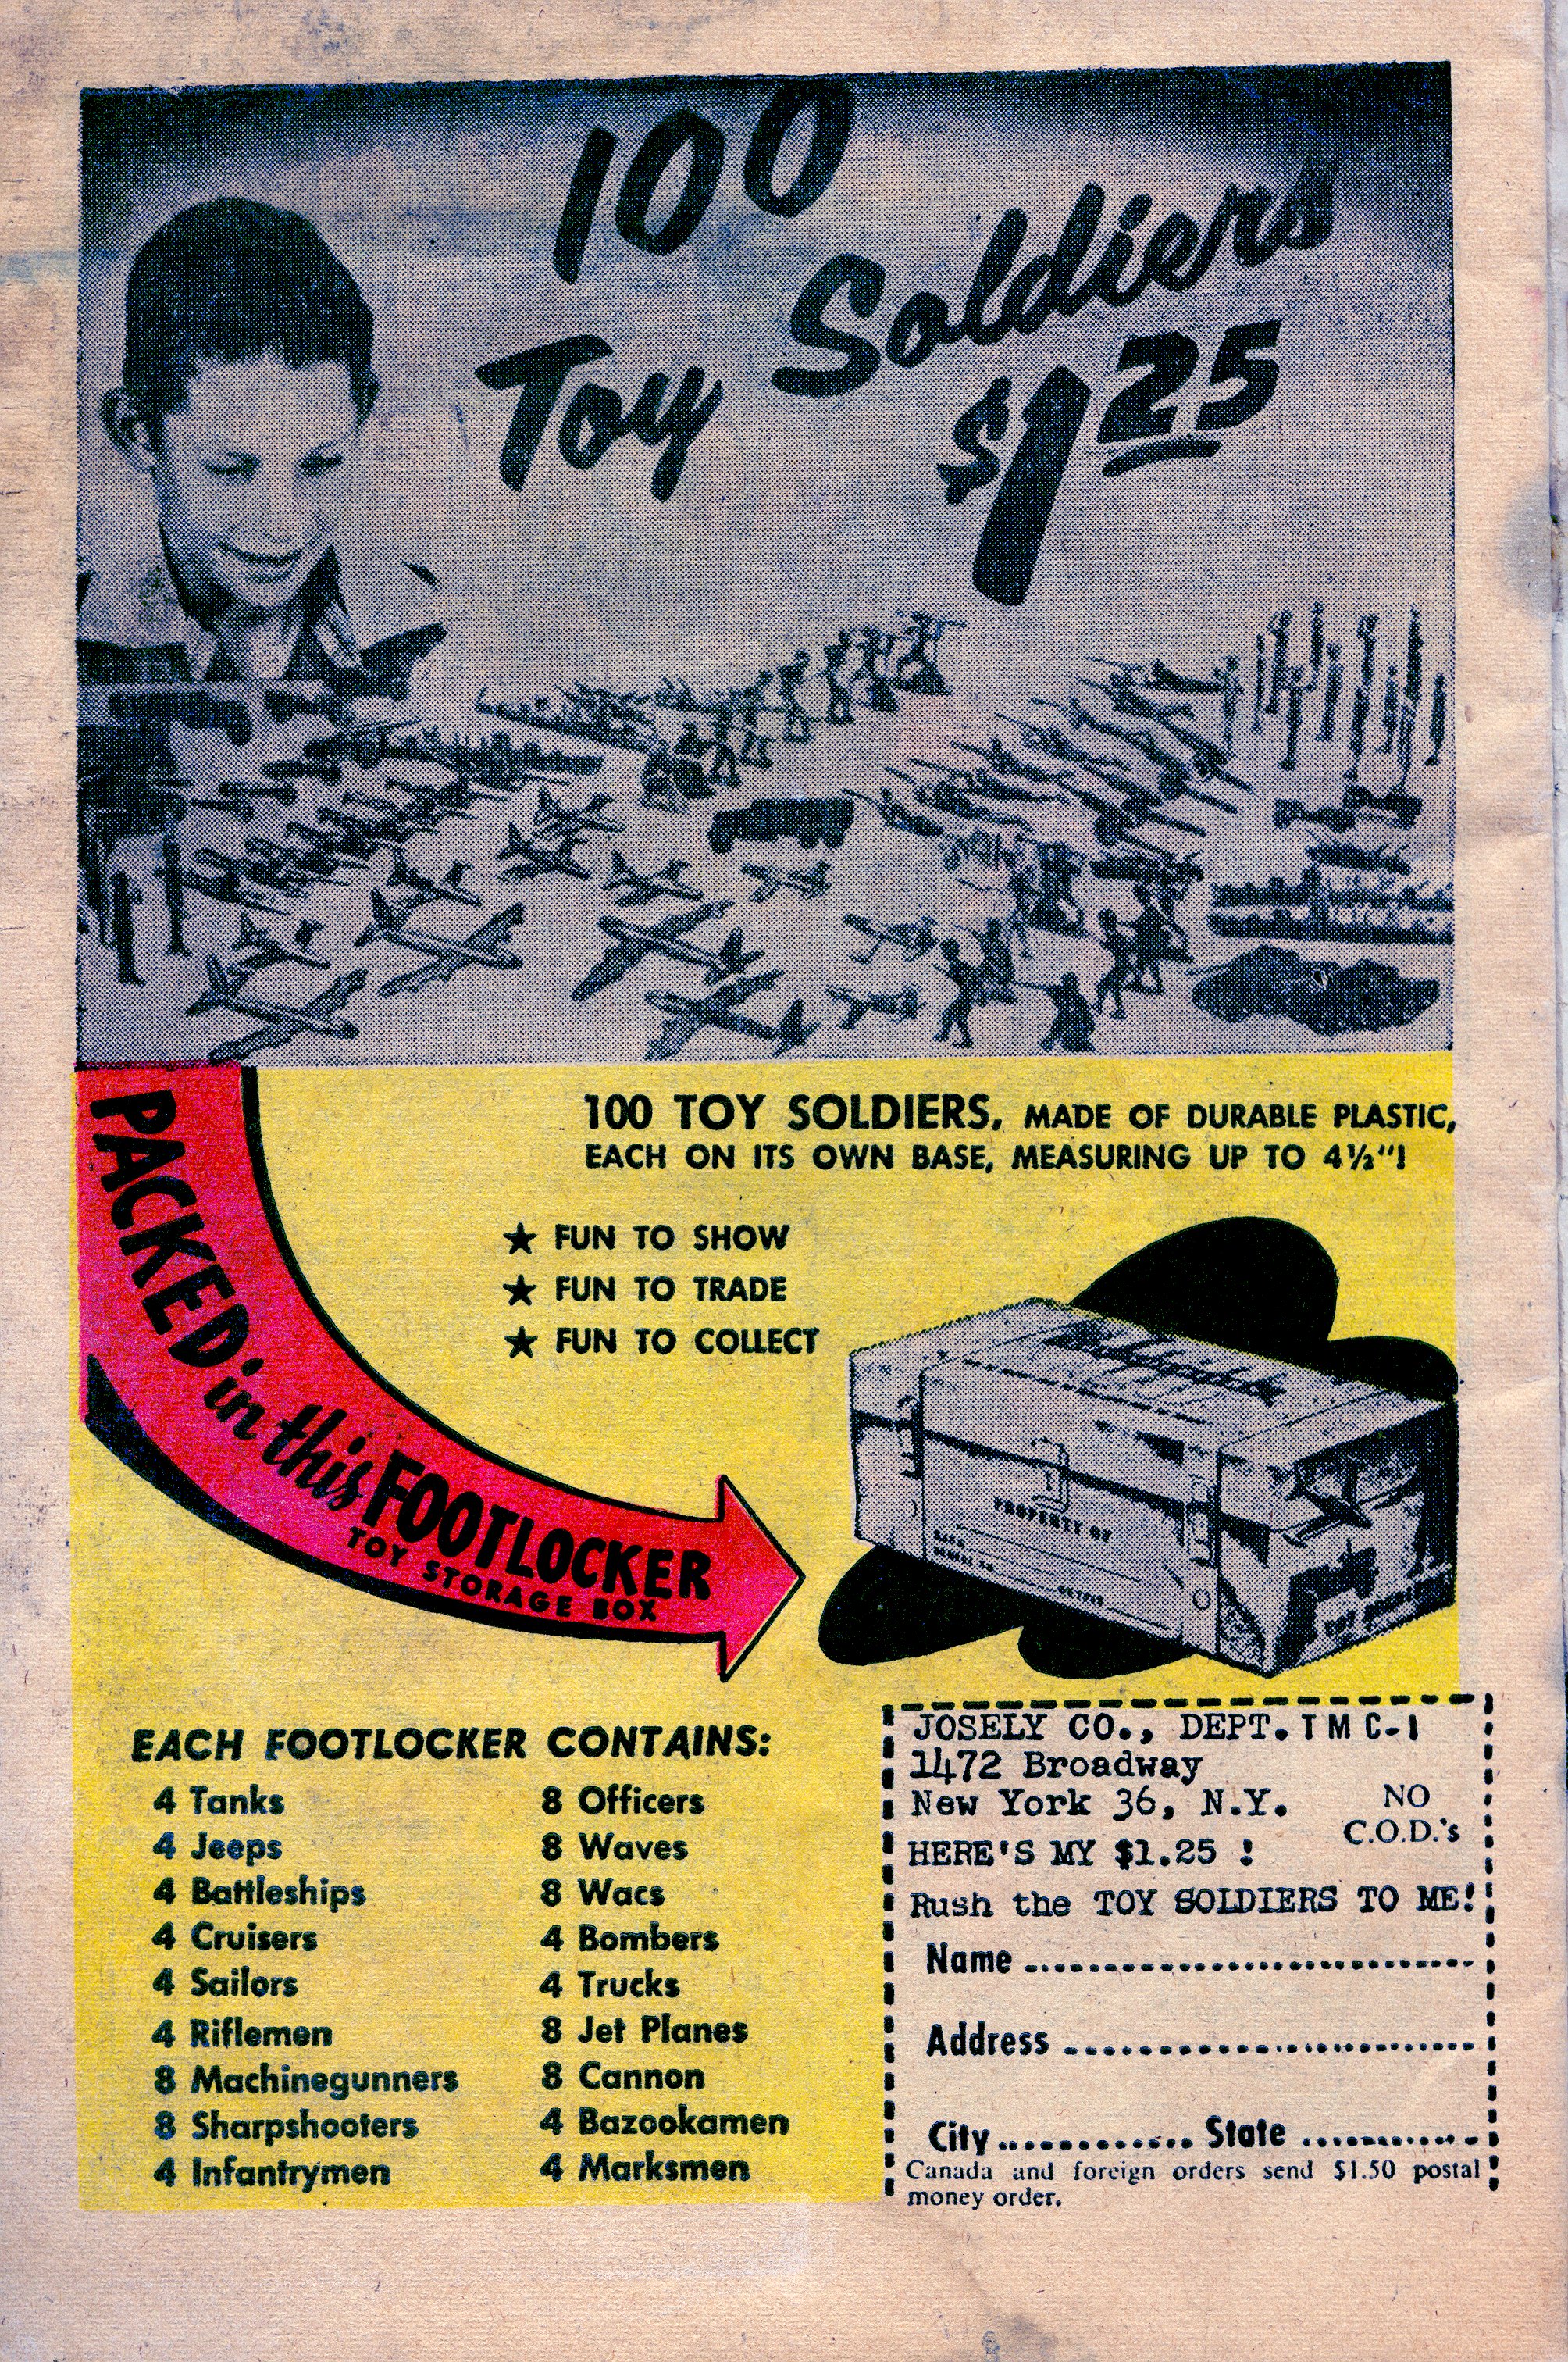 100
Toy Soldiers
$1 25
100 TOY SOLDIERS, MADE OF DURABLE PLASTIC,
EACH ON ITS OWN BASE, MEASURING UP TO 4½"!
★ FUN TO SHOW
★ FUN TO TRADE
★ FUN TO COLLECT
PACKED in this FOOTLOCKER
TOY STORAGE BOX
PROPERTY OF
EACH FOOTLOCKER CONTAINS:
4 Tanks
4 Jeeps
4 Battleships
4 Cruisers
4 Sailors
4 Riflemen
8 Machinegunners
8 Sharpshooters
4 Infantrymen
8 Officers
8 Waves
8 Wacs
4 Bombers
4 Trucks
8 Jet Planes
8 Cannon
4 Bazookamen
4 Marksmen
JOSELY CO., DEPT. T M C-1
1472 Broadway
New York 36, N.Y.
NO
C.O.D.'s
HERE'S MY $1.25 !
Rush the TOY SOLDIERS TO ME!
Name
Address
City State
Canada and foreign orders send $1.50 postal
money order.